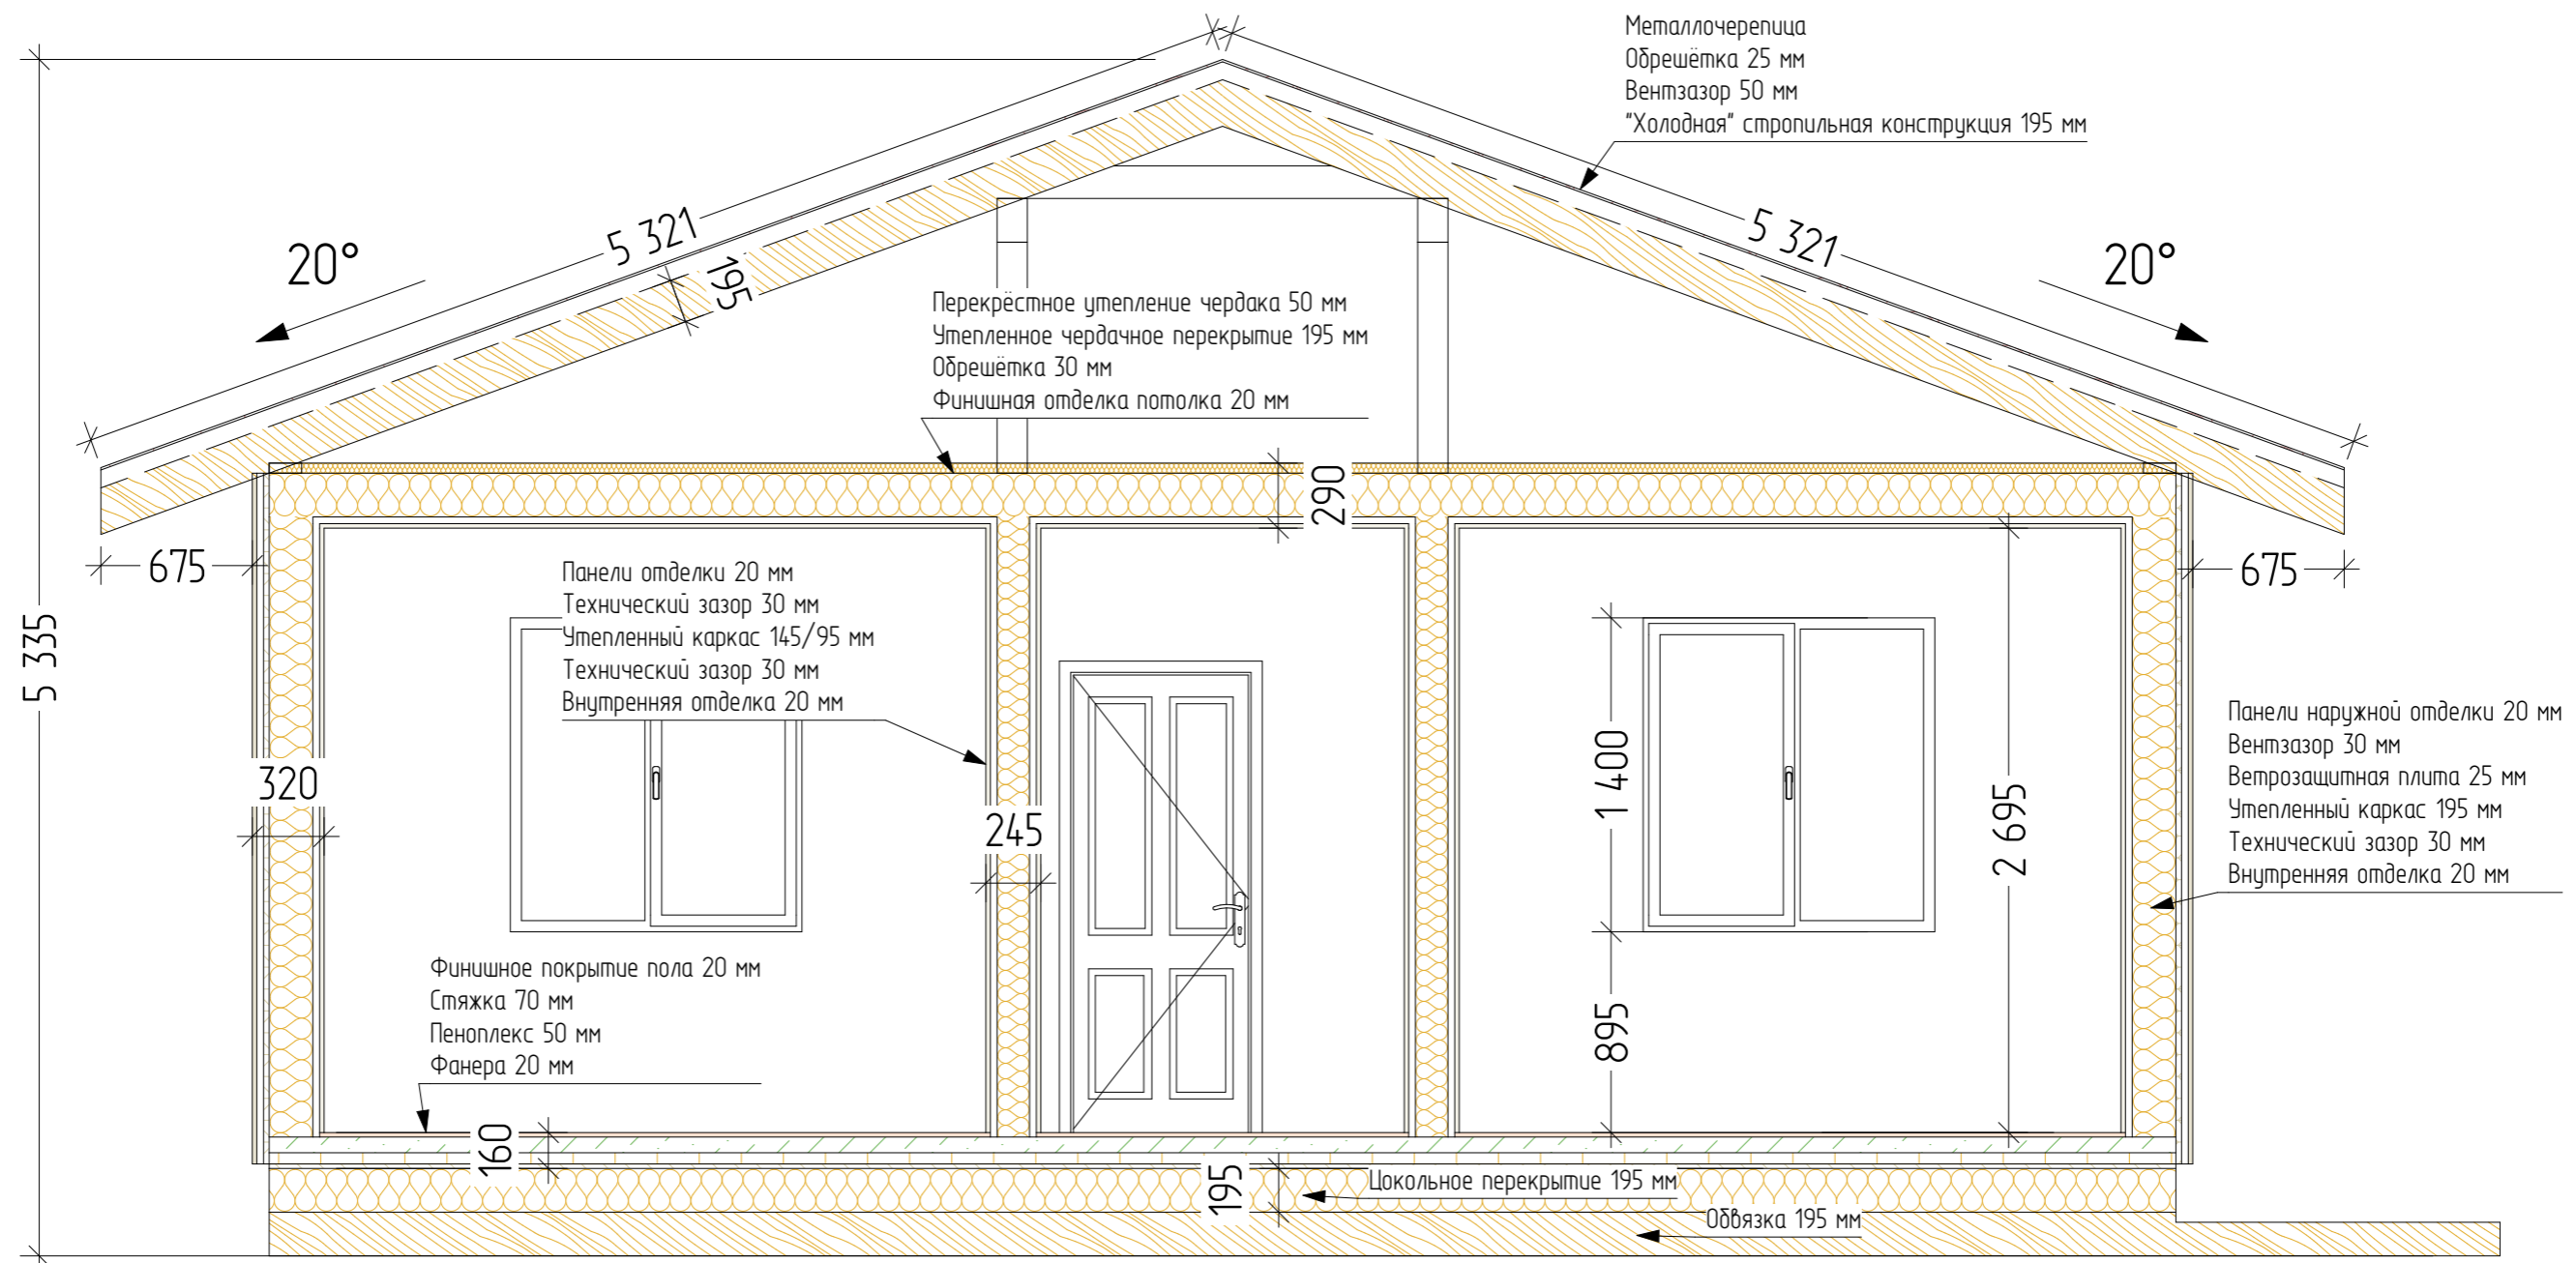 Металлочерепица
Обрешётка 25 мм
Вентзазор 50 мм
"Холодная" стропильная конструкция 195 мм
5 321
5 321
20°
20°
195
Перекрёстное утепление чердака 50 мм
Утепленное чердачное перекрытие 195 мм
Обрешётка 30 мм
Финишная отделка потолка 20 мм
290
675
675
5 335
Панели отделки 20 мм
Технический зазор 30 мм
Утепленный каркас 145/95 мм
Технический зазор 30 мм
Внутренняя отделка 20 мм
320
245
1 400
2 695
895
Панели наружной отделки 20 мм
Вентзазор 30 мм
Ветрозащитная плита 25 мм
Утепленный каркас 195 мм
Технический зазор 30 мм
Внутренняя отделка 20 мм
Финишное покрытие пола 20 мм
Стяжка 70 мм
Пеноплекс 50 мм
Фанера 20 мм
160
195
Цокольное перекрытие 195 мм
Обвязка 195 мм